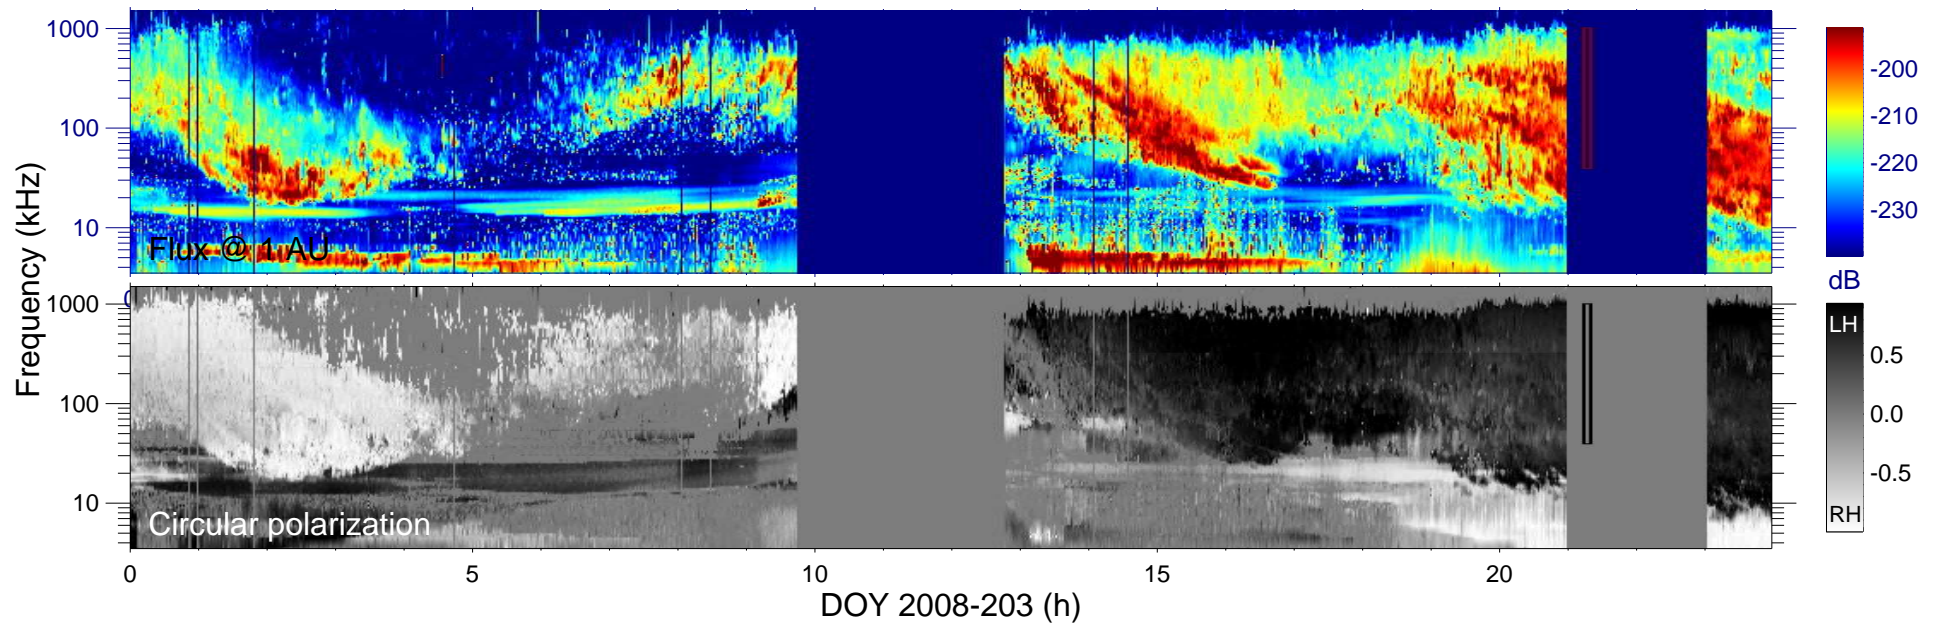 1000
100
10
Flux @ 1 AU
-200
-210
-220
-230
dB
Frequency (kHz)
0
1000
100
10
Circular polarization
LH
0.5
0.0
-0.5
RH
0
5
10
15
20
DOY 2008-203 (h)